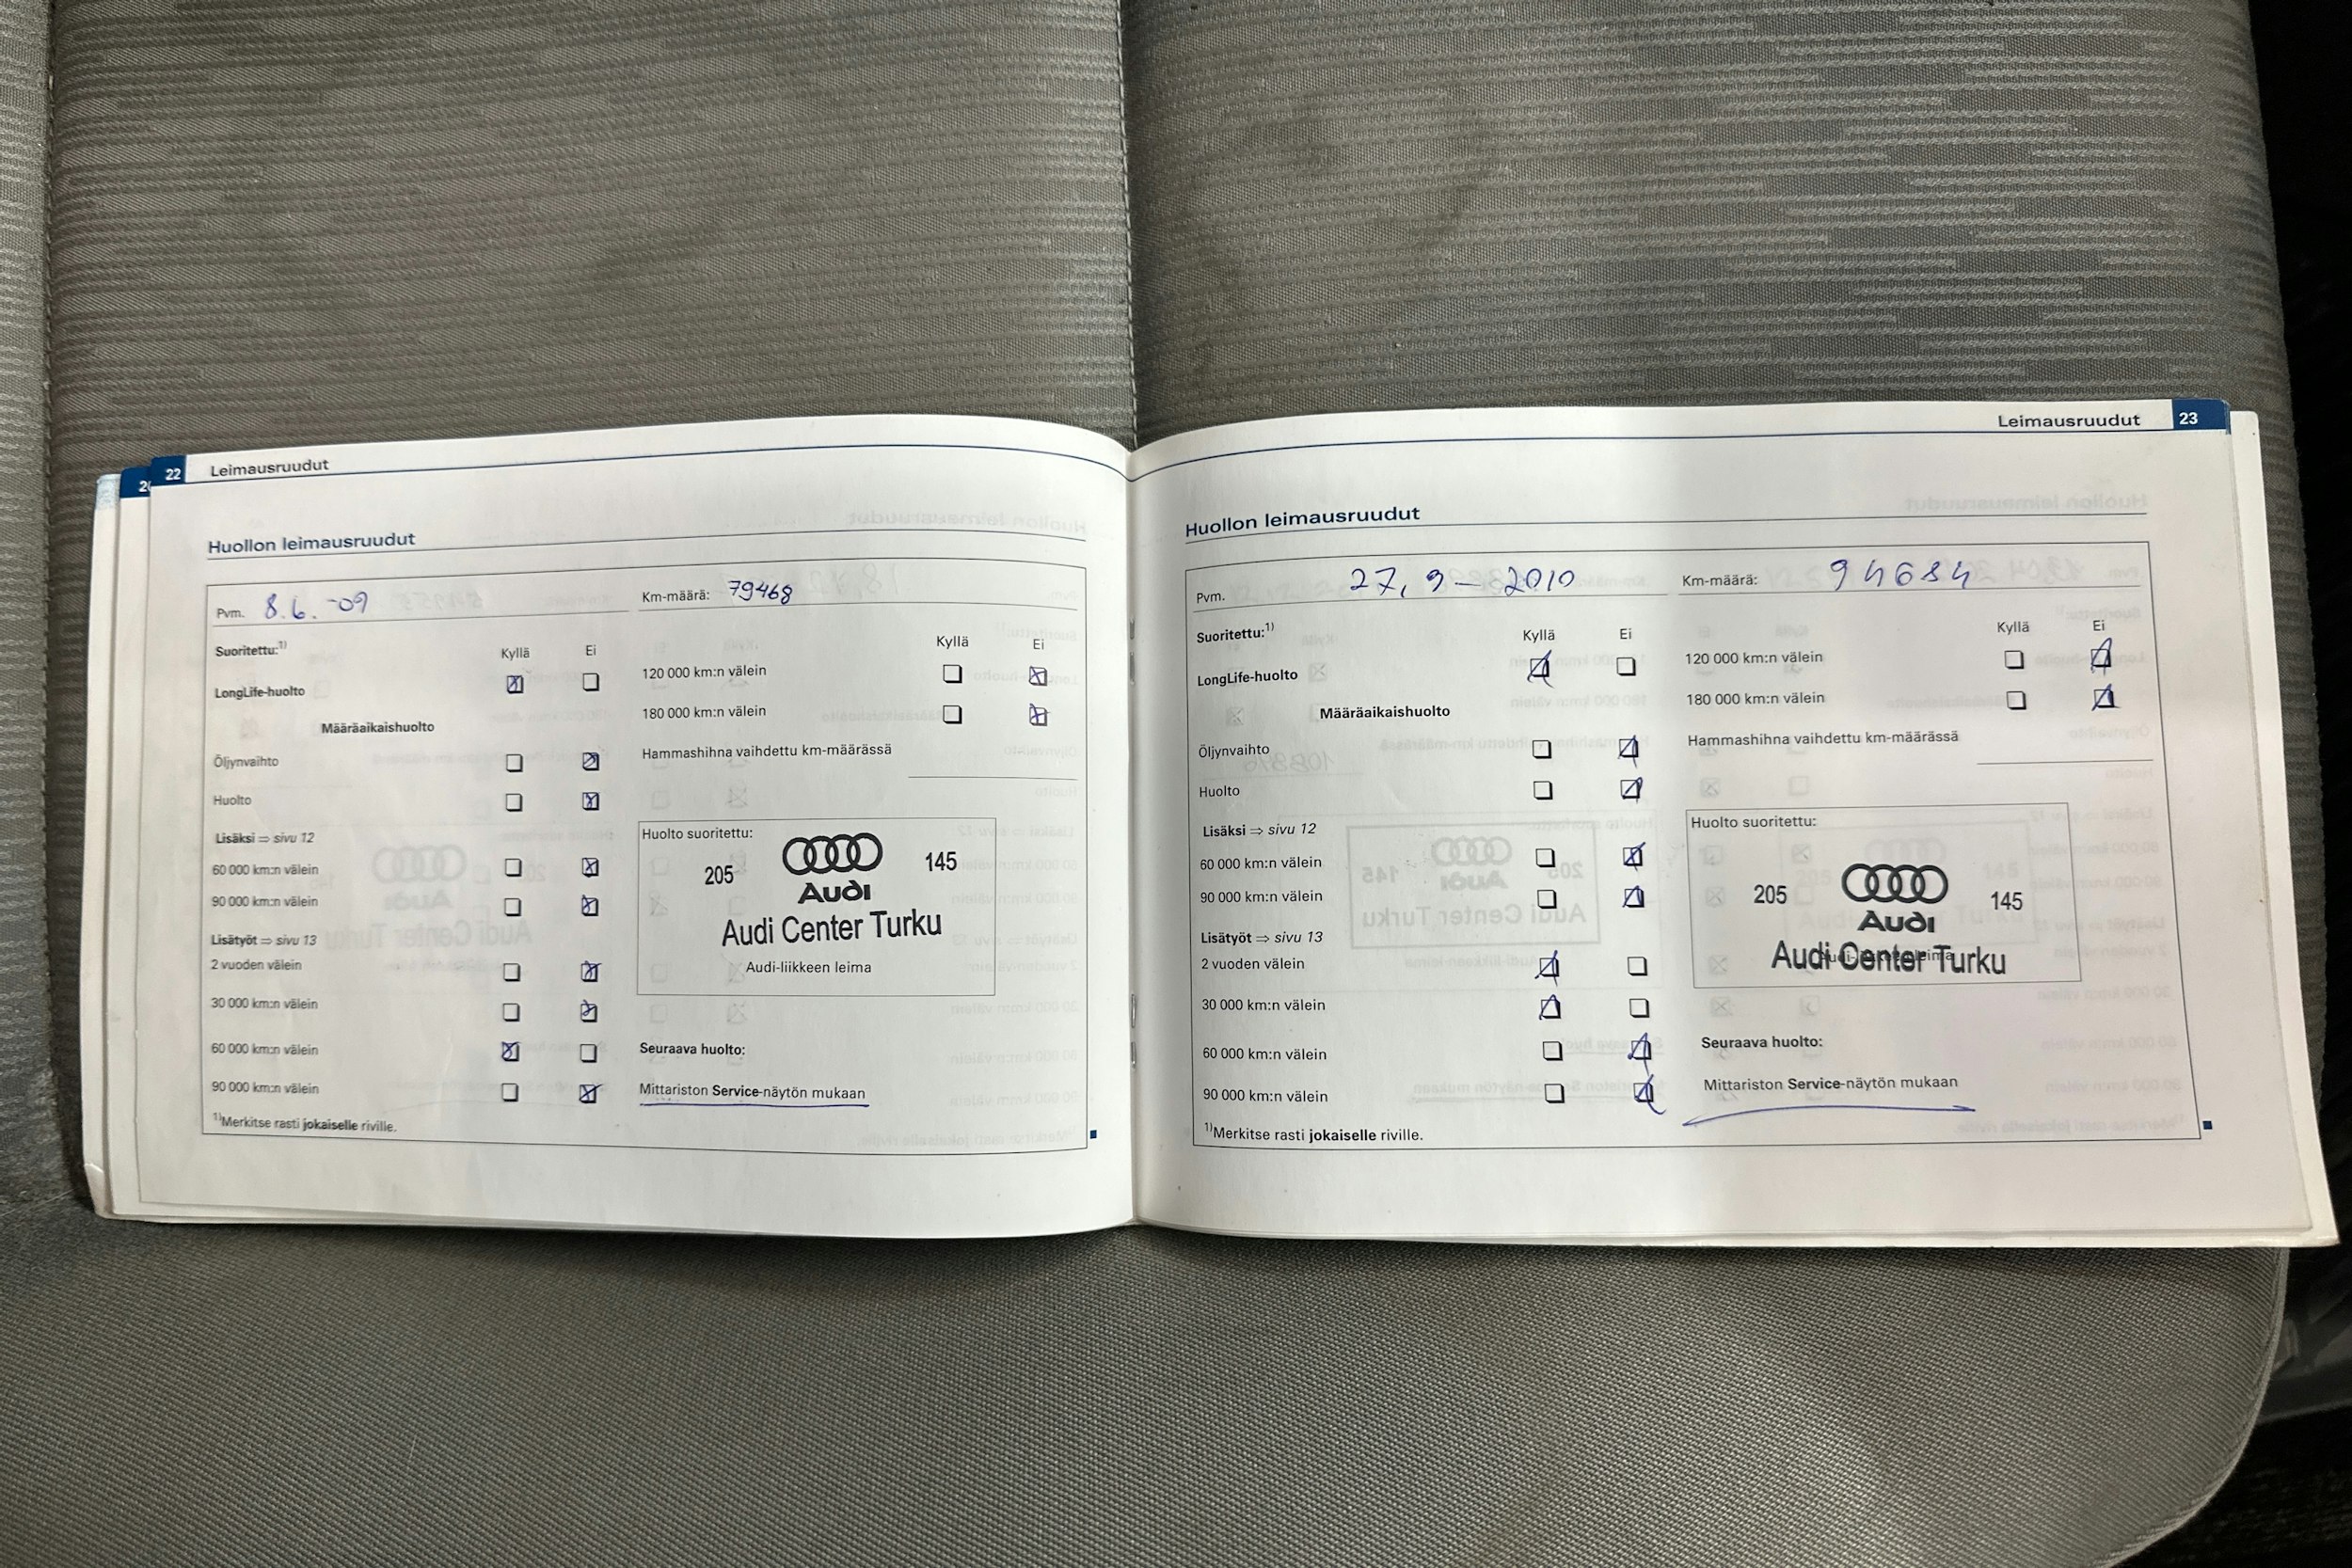 20
22 Leimausruudut
Huollon leimausruudut
Pvm. 8.6.-09
Km-määrä: 79468
Suoritettu:1)
Kyllä Ei
LongLife-huolto
Määräaikaishuolto
Öljynvaihto
Huolto
Lisäksi ⇒ sivu 12
60 000 km:n välein
90 000 km:n välein
Lisätyöt ⇒ sivu 13
2 vuoden välein
30 000 km:n välein
60 000 km:n välein
90 000 km:n välein
1)Merkitse rasti jokaiselle riville.
Kyllä Ei
120 000 km:n välein
180 000 km:n välein
Hammashihna vaihdettu km-määrässä
Huolto suoritettu:
205 145
Audi
Audi Center Turku
Audi-liikkeen leima
Seuraava huolto:
Mittariston Service-näytön mukaan
Leimausruudut 23
Huollon leimausruudut
Pvm. 27, 9 - 2010
Km-määrä: 94684
Suoritettu:1)
Kyllä Ei
LongLife-huolto
Määräaikaishuolto
Öljynvaihto
Huolto
Lisäksi ⇒ sivu 12
60 000 km:n välein
90 000 km:n välein
Lisätyöt ⇒ sivu 13
2 vuoden välein
30 000 km:n välein
60 000 km:n välein
90 000 km:n välein
1)Merkitse rasti jokaiselle riville.
Kyllä Ei
120 000 km:n välein
180 000 km:n välein
Hammashihna vaihdettu km-määrässä
Huolto suoritettu:
205 145
Audi
Audi Center Turku
Seuraava huolto:
Mittariston Service-näytön mukaan